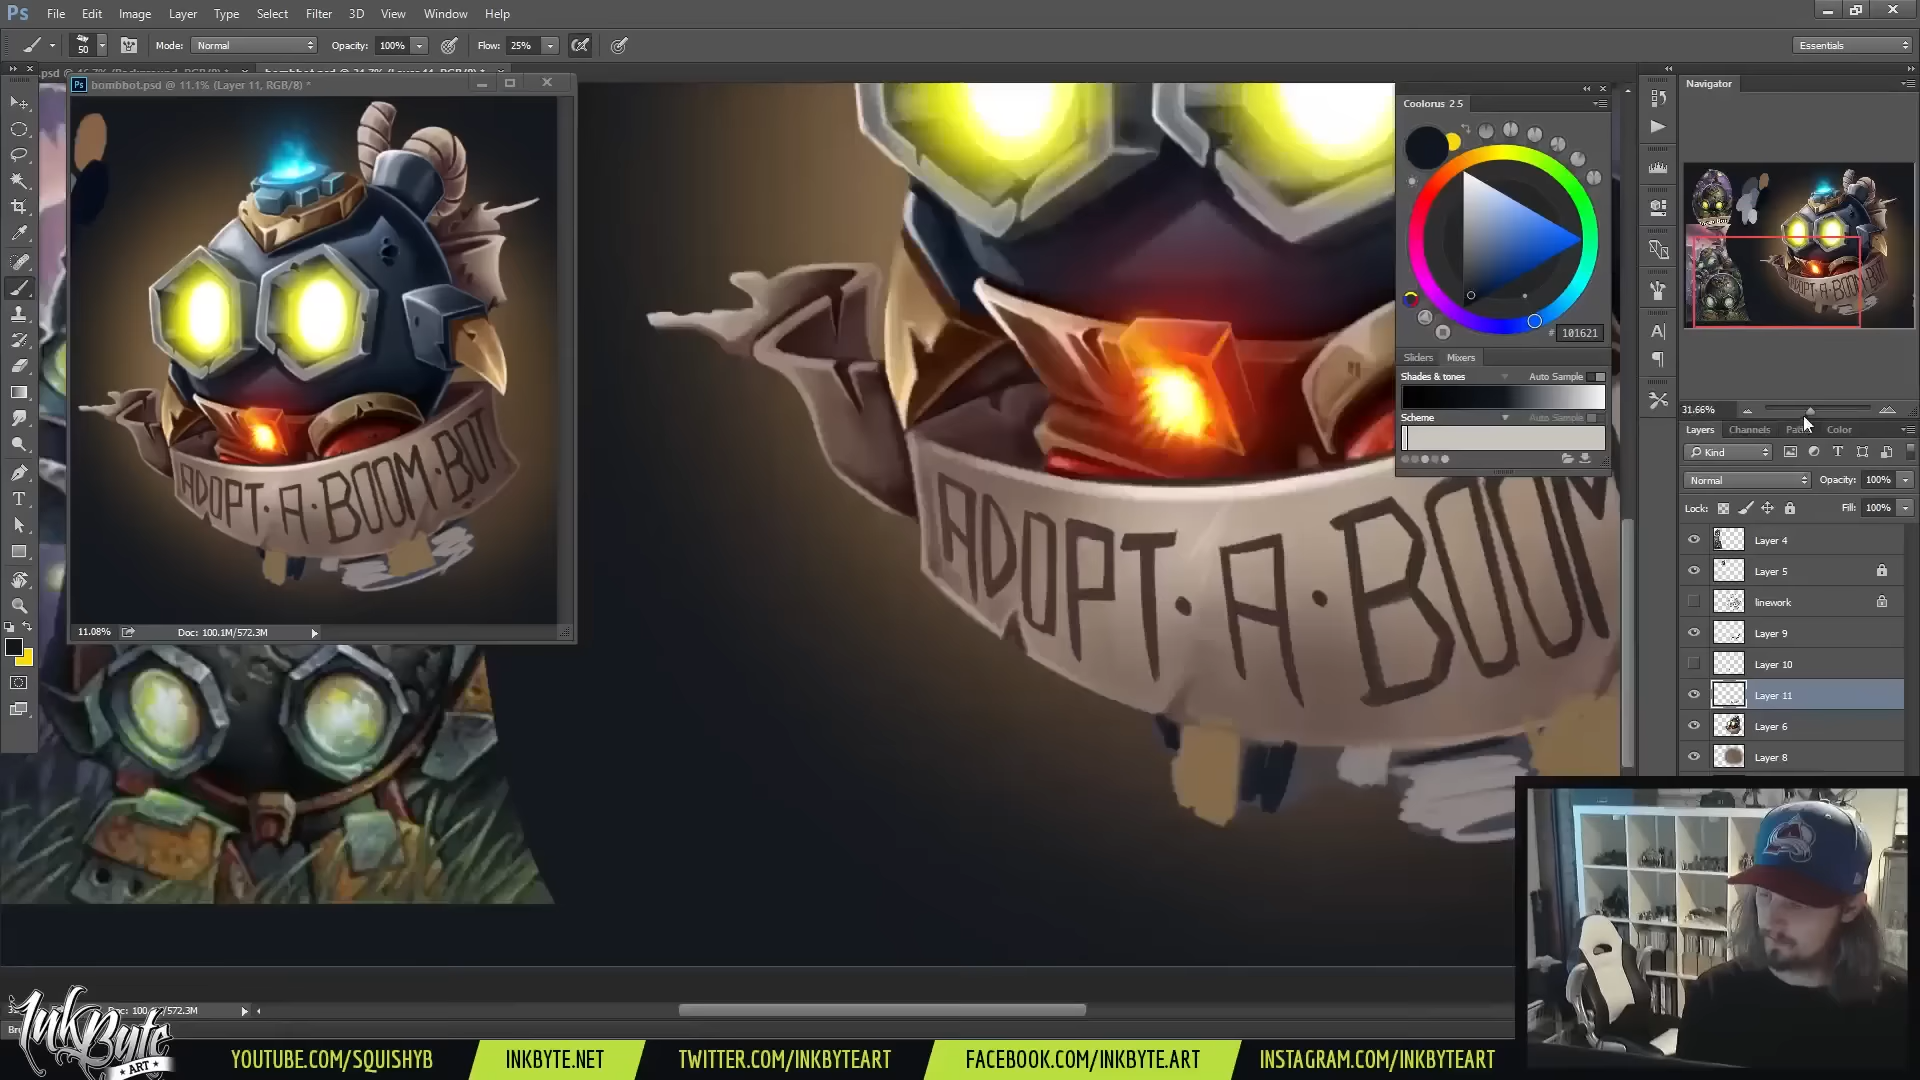 Ps File Edit Image Layer Type Select Filter 3D View Window Help
50 Mode: Normal Opacity: 100% Flow: 25% Essentials
bombbot.psd @ 11.1% (Layer 11, RGB/8) *
ADOPT·A·BOOM·BOT
11.08% Doc: 100.1M/572.3M
ADOPT·A·BOOM
Coolorus 2.5
# 101621
Sliders Mixers
Shades & tones Auto Sample
Scheme Auto Sample
Navigator
31.66%
Layers Channels Color
Kind
Normal Opacity: 100%
Lock: Fill: 100%
Layer 4
Layer 5
linework
Layer 9
Layer 10
Layer 11
Layer 6
Layer 8
InkByte
ART
YOUTUBE.COM/SQUISHYB INKBYTE.NET TWITTER.COM/INKBYTEART FACEBOOK.COM/INKBYTE.ART INSTAGRAM.COM/INKBYTEART